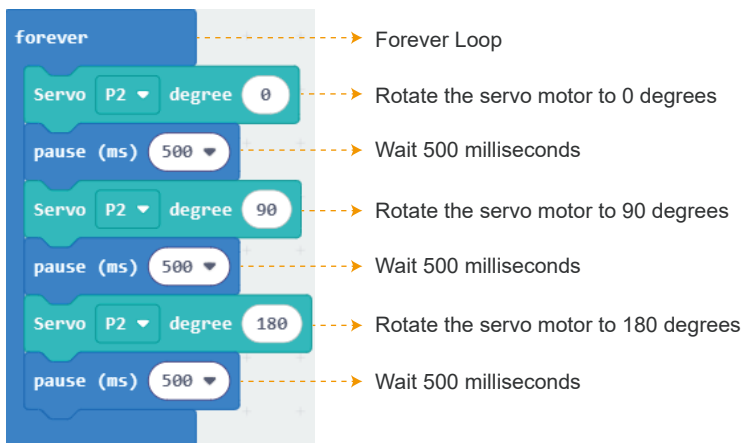 forever
Forever Loop
Servo P2 degree 0
Rotate the servo motor to 0 degrees
pause (ms) 500
Wait 500 milliseconds
Servo P2 degree 90
Rotate the servo motor to 90 degrees
pause (ms) 500
Wait 500 milliseconds
Servo P2 degree 180
Rotate the servo motor to 180 degrees
pause (ms) 500
Wait 500 milliseconds